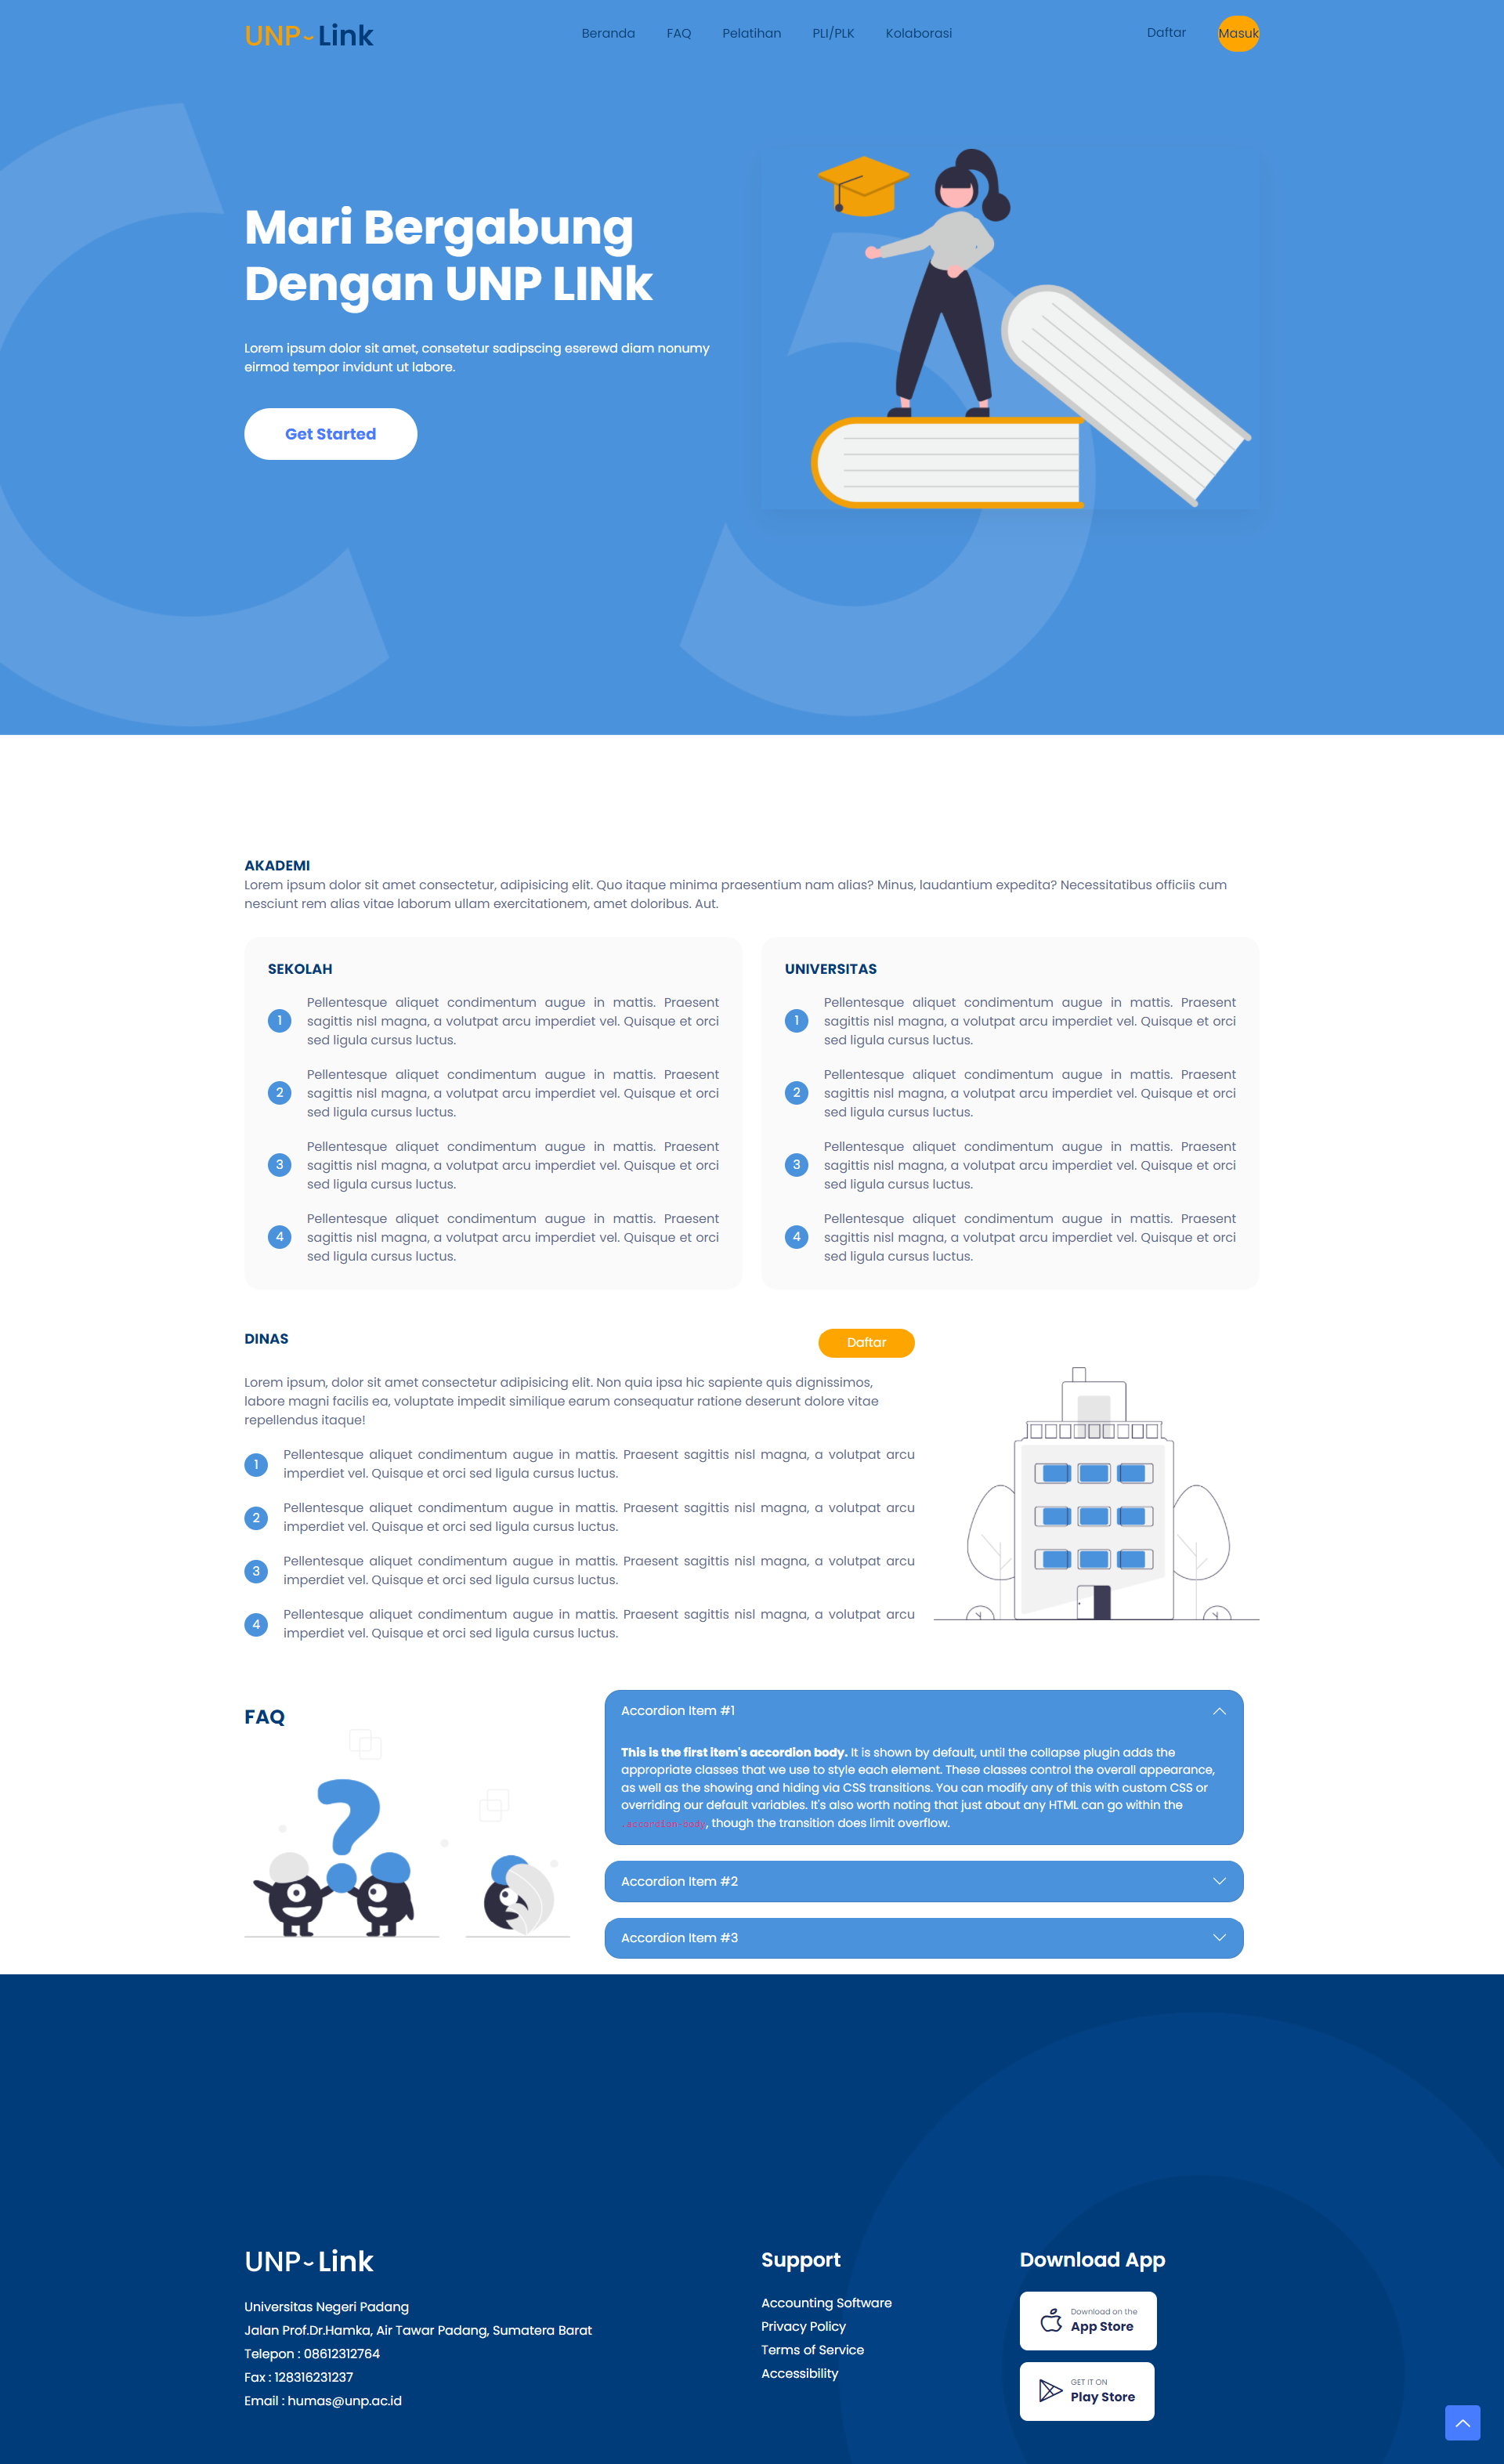 UNP Link
Beranda FAQ Pelatihan PLI/PLK Kolaborasi
Daftar Masuk
Mari Bergabung
Dengan UNP LINk
Lorem ipsum dolor sit amet, consetetur sadipscing eserewd diam nonumy
eirmod tempor invidunt ut labore.
Get Started
AKADEMI
Lorem ipsum dolor sit amet consectetur, adipisicing elit. Quo itaque minima praesentium nam alias? Minus, laudantium expedita? Necessitatibus officiis cum
nesciunt rem alias vitae laborum ullam exercitationem, amet doloribus. Aut.
SEKOLAH
1 Pellentesque aliquet condimentum augue in mattis. Praesent
sagittis nisl magna, a volutpat arcu imperdiet vel. Quisque et orci
sed ligula cursus luctus.
2 Pellentesque aliquet condimentum augue in mattis. Praesent
sagittis nisl magna, a volutpat arcu imperdiet vel. Quisque et orci
sed ligula cursus luctus.
3 Pellentesque aliquet condimentum augue in mattis. Praesent
sagittis nisl magna, a volutpat arcu imperdiet vel. Quisque et orci
sed ligula cursus luctus.
4 Pellentesque aliquet condimentum augue in mattis. Praesent
sagittis nisl magna, a volutpat arcu imperdiet vel. Quisque et orci
sed ligula cursus luctus.
UNIVERSITAS
1 Pellentesque aliquet condimentum augue in mattis. Praesent
sagittis nisl magna, a volutpat arcu imperdiet vel. Quisque et orci
sed ligula cursus luctus.
2 Pellentesque aliquet condimentum augue in mattis. Praesent
sagittis nisl magna, a volutpat arcu imperdiet vel. Quisque et orci
sed ligula cursus luctus.
3 Pellentesque aliquet condimentum augue in mattis. Praesent
sagittis nisl magna, a volutpat arcu imperdiet vel. Quisque et orci
sed ligula cursus luctus.
4 Pellentesque aliquet condimentum augue in mattis. Praesent
sagittis nisl magna, a volutpat arcu imperdiet vel. Quisque et orci
sed ligula cursus luctus.
DINAS
Daftar
Lorem ipsum, dolor sit amet consectetur adipisicing elit. Non quia ipsa hic sapiente quis dignissimos,
labore magni facilis ea, voluptate impedit similique earum consequatur ratione deserunt dolore vitae
repellendus itaque!
1 Pellentesque aliquet condimentum augue in mattis. Praesent sagittis nisl magna, a volutpat arcu
imperdiet vel. Quisque et orci sed ligula cursus luctus.
2 Pellentesque aliquet condimentum augue in mattis. Praesent sagittis nisl magna, a volutpat arcu
imperdiet vel. Quisque et orci sed ligula cursus luctus.
3 Pellentesque aliquet condimentum augue in mattis. Praesent sagittis nisl magna, a volutpat arcu
imperdiet vel. Quisque et orci sed ligula cursus luctus.
4 Pellentesque aliquet condimentum augue in mattis. Praesent sagittis nisl magna, a volutpat arcu
imperdiet vel. Quisque et orci sed ligula cursus luctus.
FAQ
?
Accordion Item #1
This is the first item's accordion body. It is shown by default, until the collapse plugin adds the
appropriate classes that we use to style each element. These classes control the overall appearance,
as well as the showing and hiding via CSS transitions. You can modify any of this with custom CSS or
overriding our default variables. It's also worth noting that just about any HTML can go within the
.accordion-body, though the transition does limit overflow.
Accordion Item #2
Accordion Item #3
UNP Link
Universitas Negeri Padang
Jalan Prof.Dr.Hamka, Air Tawar Padang, Sumatera Barat
Telepon : 08612312764
Fax : 128316231237
Email : humas@unp.ac.id
Support
Accounting Software
Privacy Policy
Terms of Service
Accessibility
Download App
Download on the
App Store
GET IT ON
Play Store